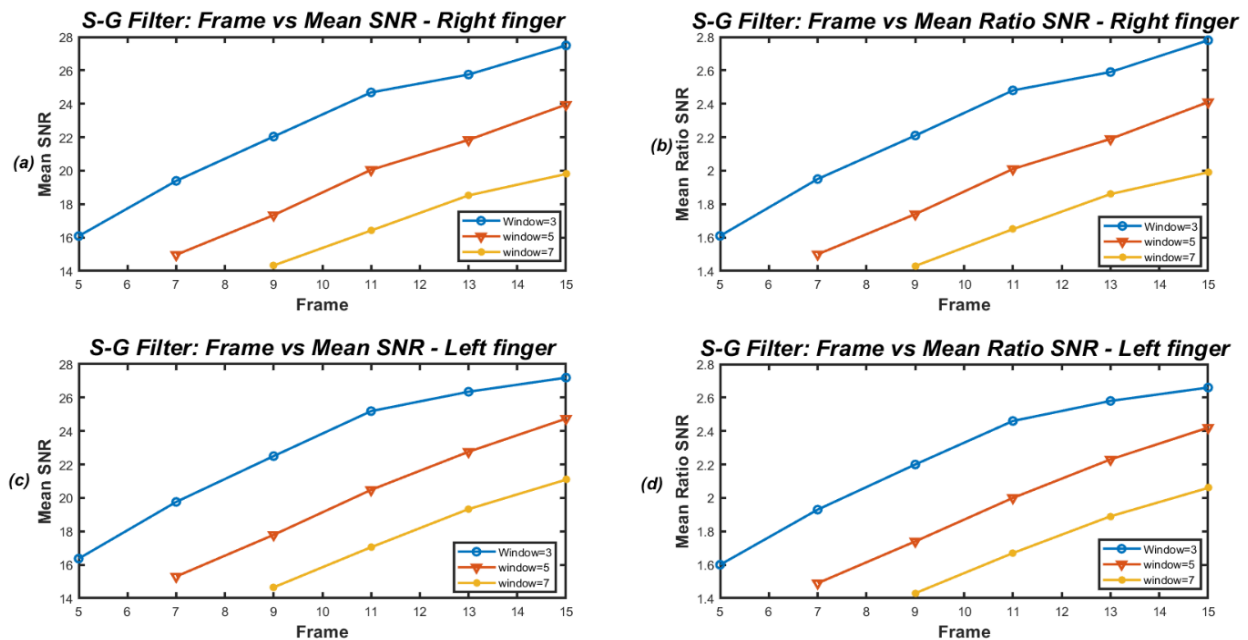 S-G Filter: Frame vs Mean SNR - Right finger
28
26
24
22
20
18
16
14
(a)
Mean SNR
Window=3
window=5
window=7
5 6 7 8 9 10 11 12 13 14 15
Frame
S-G Filter: Frame vs Mean Ratio SNR - Right finger
2.8
2.6
2.4
2.2
2
1.8
1.6
1.4
(b)
Mean Ratio SNR
Window=3
window=5
window=7
5 6 7 8 9 10 11 12 13 14 15
Frame
S-G Filter: Frame vs Mean SNR - Left finger
28
26
24
22
20
18
16
14
(c)
Mean SNR
Window=3
window=5
window=7
5 6 7 8 9 10 11 12 13 14 15
Frame
S-G Filter: Frame vs Mean Ratio SNR - Left finger
2.8
2.6
2.4
2.2
2
1.8
1.6
1.4
(d)
Mean Ratio SNR
Window=3
window=5
window=7
5 6 7 8 9 10 11 12 13 14 15
Frame